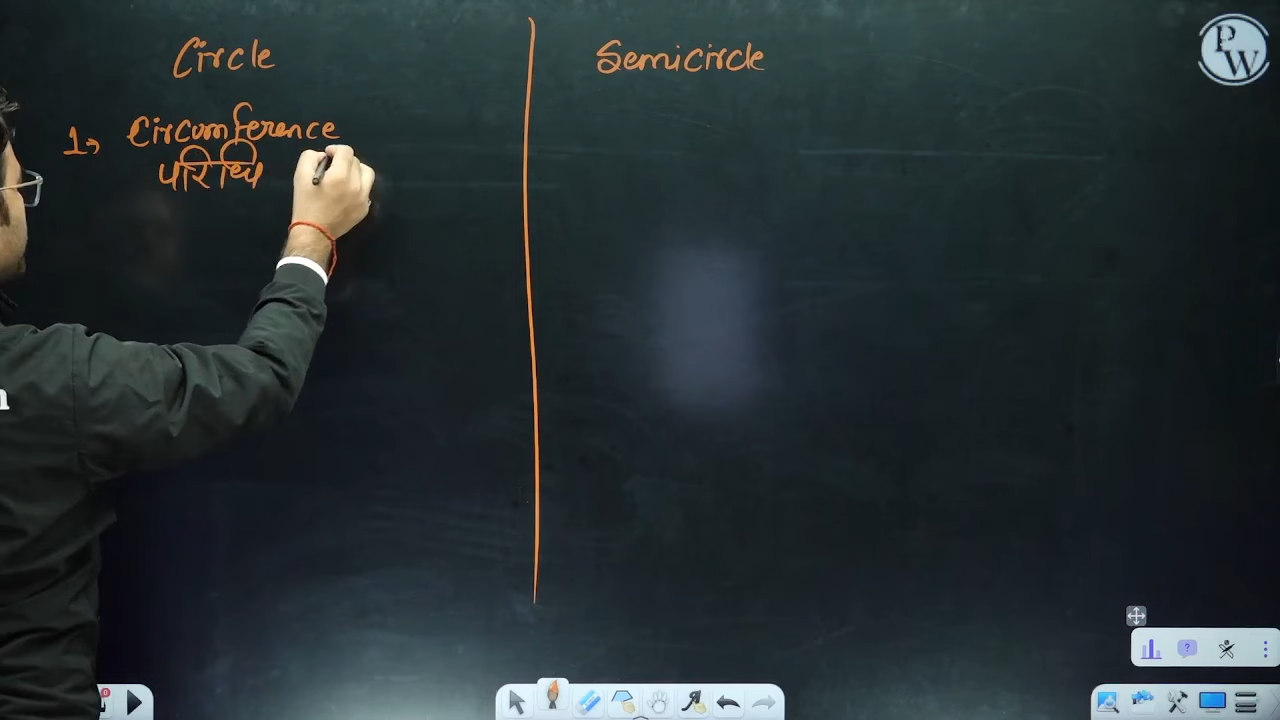 Circle
Semicircle
1→ Circumference
परिधि
PW